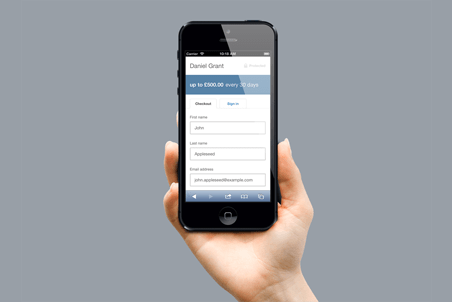 Carrier
10:15 AM
Daniel Grant
up to £500.00 every 30 days
Checkout
Sign in
First name
John
Last name
Appleseed
Email address
john.appleseed@example.com